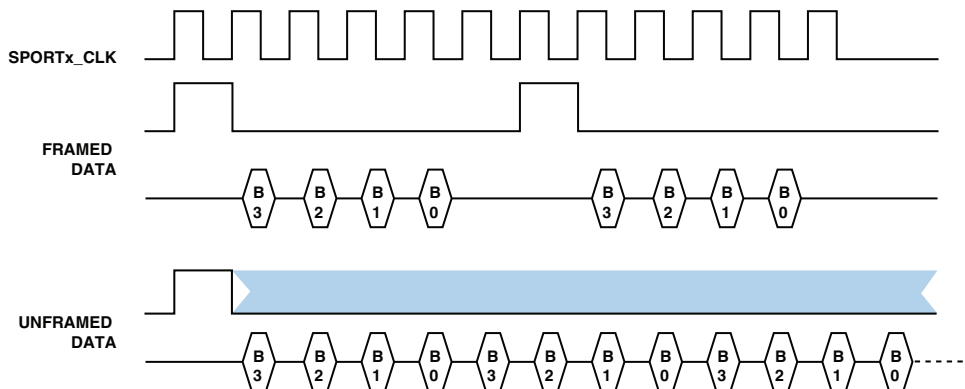 SPORTx_CLK
FRAMED
DATA
B B B B B B B B
3 2 1 0 3 2 1 0
UNFRAMED
DATA
B B B B B B B B B B B B
3 2 1 0 3 2 1 0 3 2 1 0